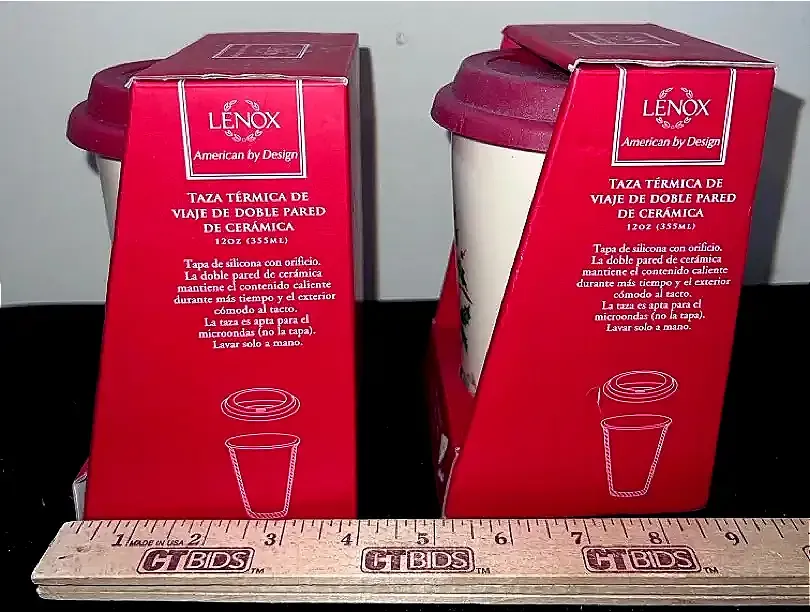 LENOX
American by Design
TAZA TÉRMICA DE
VIAJE DE DOBLE PARED
DE CERÁMICA
12OZ (355ML)
Tapa de silicona con orificio.
La doble pared de cerámica
mantiene el contenido caliente
durante más tiempo y el exterior
cómodo al tacto.
La taza es apta para el
microondas (no la tapa).
Lavar solo a mano.
LENOX
American by Design
TAZA TÉRMICA DE
VIAJE DE DOBLE PARED
DE CERÁMICA
12OZ (355ML)
Tapa de silicona con orificio.
La doble pared de cerámica
mantiene el contenido caliente
durante más tiempo y el exterior
cómodo al tacto.
La taza es apta para el
microondas (no la tapa).
Lavar solo a mano.
1 MADE IN USA 2 3 4 5 6 7 8 9
CTBIDS™ CTBIDS™ CTBIDS™